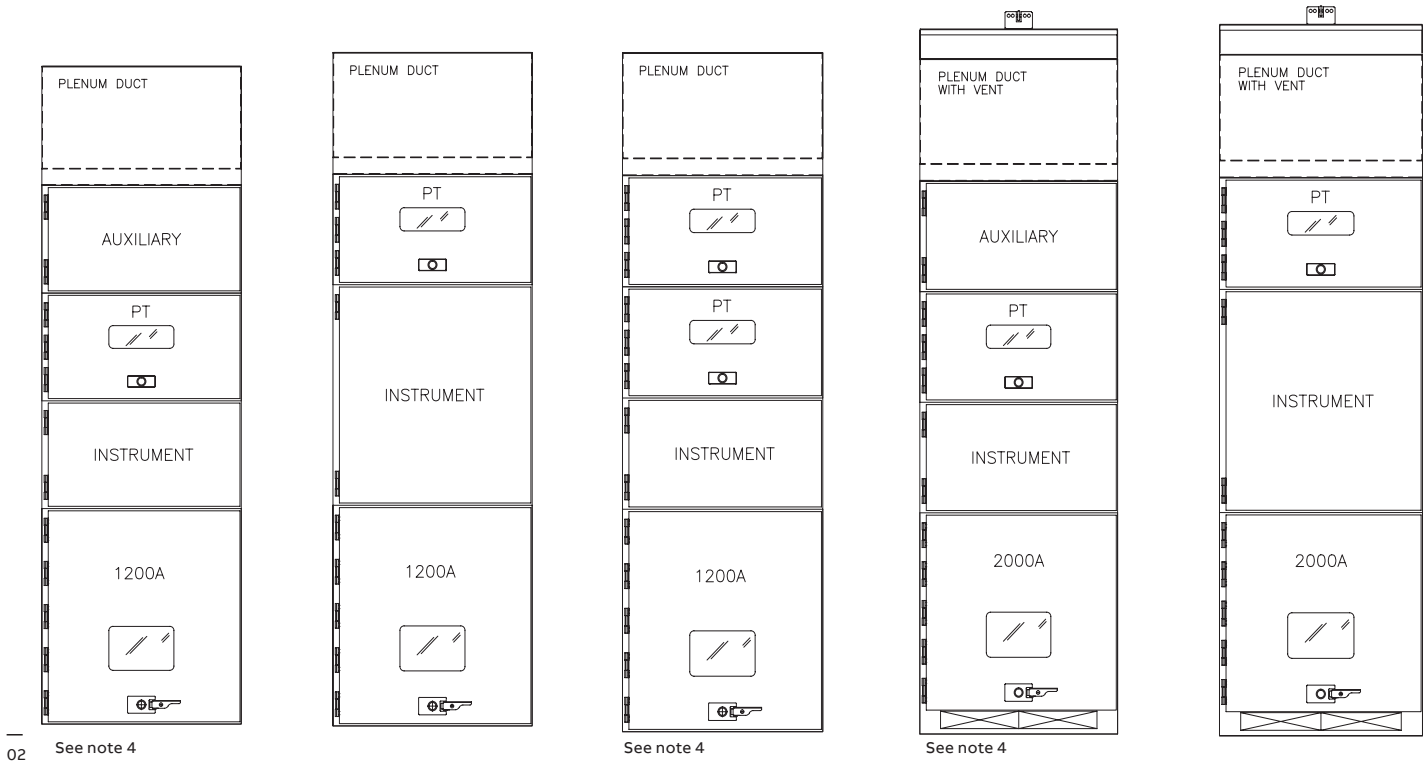 PLENUM DUCT
AUXILIARY
PT
INSTRUMENT
1200A
See note 4
PLENUM DUCT
PT
INSTRUMENT
1200A
PLENUM DUCT
PT
PT
INSTRUMENT
1200A
See note 4
PLENUM DUCT
WITH VENT
AUXILIARY
PT
INSTRUMENT
2000A
See note 4
PLENUM DUCT
WITH VENT
PT
INSTRUMENT
2000A
02